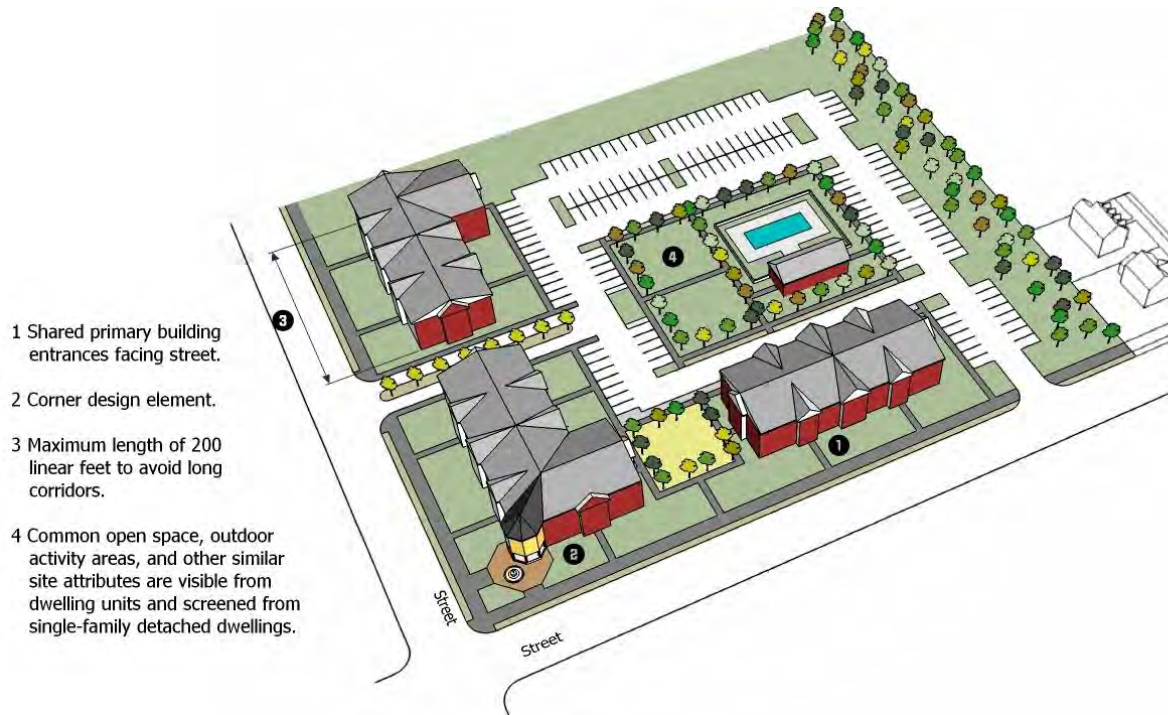 1 Shared primary building
entrances facing street.
2 Corner design element.
3 Maximum length of 200
linear feet to avoid long
corridors.
4 Common open space, outdoor
activity areas, and other similar
site attributes are visible from
dwelling units and screened from
single-family detached dwellings.
4
3
1
2
Street
Street